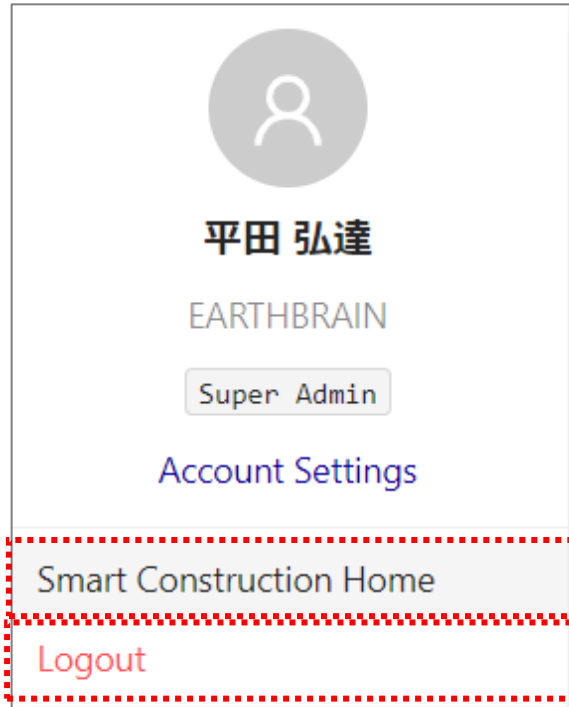 平田 弘達
EARTHBRAIN
Super Admin
Account Settings
Smart Construction Home
Logout